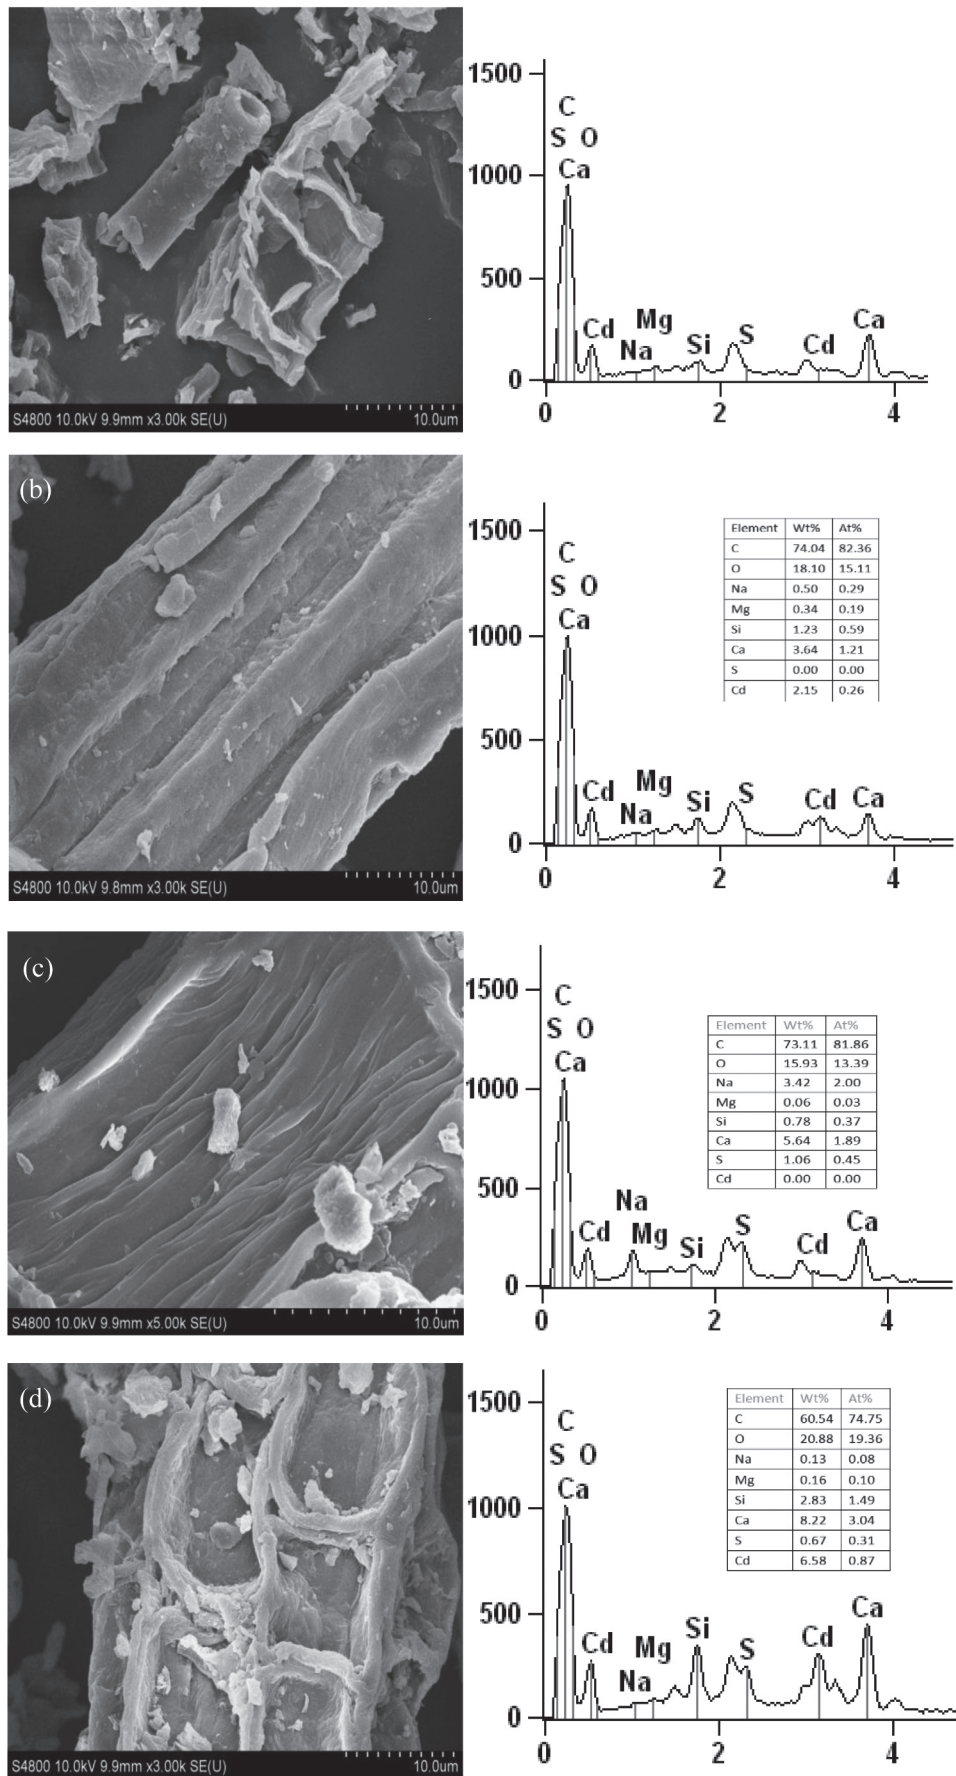 1500
C
S O
1000
Ca
500
Cd
Mg
Na
Si
S
Cd
Ca
0
0 2 4
S4800 10.0kV 9.9mm x3.00k SE(U) 10.0um
(b)
1500
C
S O
1000
Ca
500
Cd
Mg
Na
Si
S
Cd
Ca
0
0 2 4
Element Wt% At%
C 74.04 82.36
O 18.10 15.11
Na 0.50 0.29
Mg 0.34 0.19
Si 1.23 0.59
Ca 3.64 1.21
S 0.00 0.00
Cd 2.15 0.26
S4800 10.0kV 9.8mm x3.00k SE(U) 10.0um
(c)
1500
C
S O
1000
Ca
500
Na
Cd
Mg
Si
S
Cd
Ca
0
0 2 4
Element Wt% At%
C 73.11 81.86
O 15.93 13.39
Na 3.42 2.00
Mg 0.06 0.03
Si 0.78 0.37
Ca 5.64 1.89
S 1.06 0.45
Cd 0.00 0.00
S4800 10.0kV 9.9mm x5.00k SE(U) 10.0um
(d)
1500
C
S O
1000
Ca
500
Cd
Mg
Na
Si
S
Cd
Ca
0
0 2 4
Element Wt% At%
C 60.54 74.75
O 20.88 19.36
Na 0.13 0.08
Mg 0.16 0.10
Si 2.83 1.49
Ca 8.22 3.04
S 0.67 0.31
Cd 6.58 0.87
S4800 10.0kV 9.9mm x3.00k SE(U) 10.0um